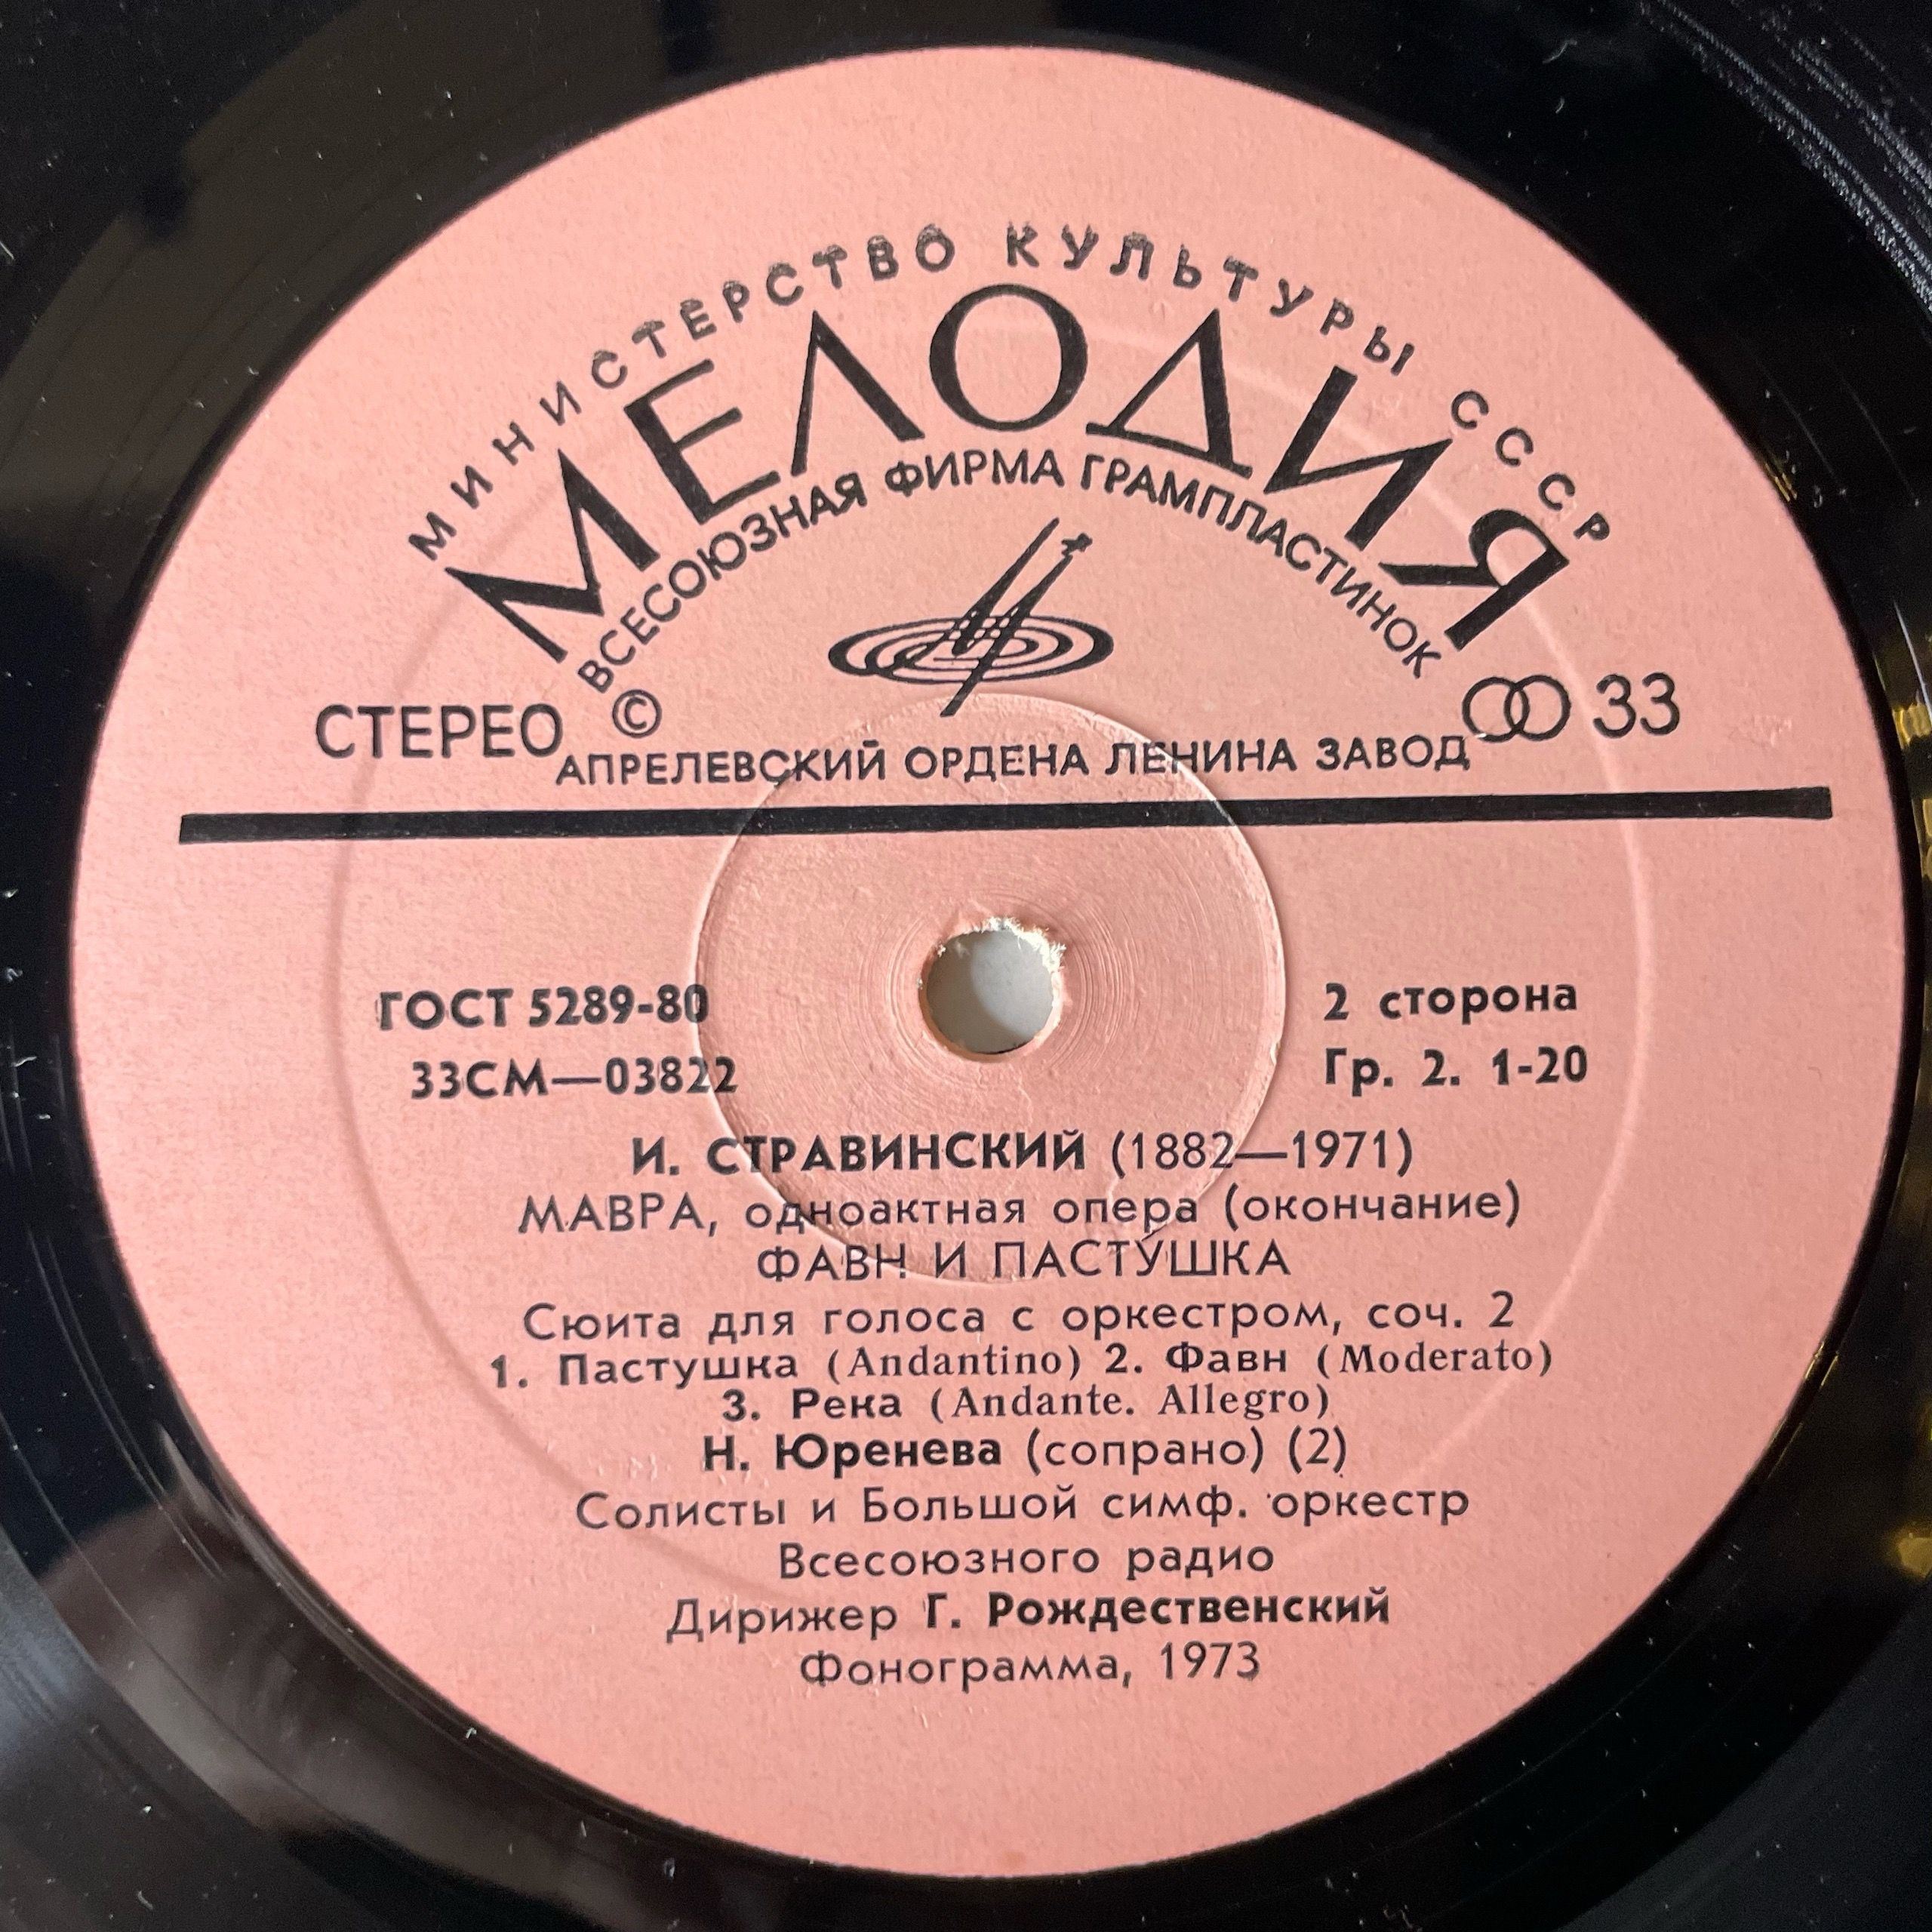 МИНИСТЕРСТВО КУЛЬТУРЫ СССР
МЕЛОДИЯ
ВСЕСОЮЗНАЯ ФИРМА ГРАМПЛАСТИНОК
СТЕРЕО © 33
АПРЕЛЕВСКИЙ ОРДЕНА ЛЕНИНА ЗАВОД
ГОСТ 5289-80 2 сторона
33СМ—03822 Гр. 2. 1-20
И. СТРАВИНСКИЙ (1882—1971)
МАВРА, одноактная опера (окончание)
ФАВН И ПАСТУШКА
Сюита для голоса с оркестром, соч. 2
1. Пастушка (Andantino) 2. Фавн (Moderato)
3. Река (Andante. Allegro)
Н. Юренева (сопрано) (2)
Солисты и Большой симф. оркестр
Всесоюзного радио
Дирижер Г. Рождественский
Фонограмма, 1973